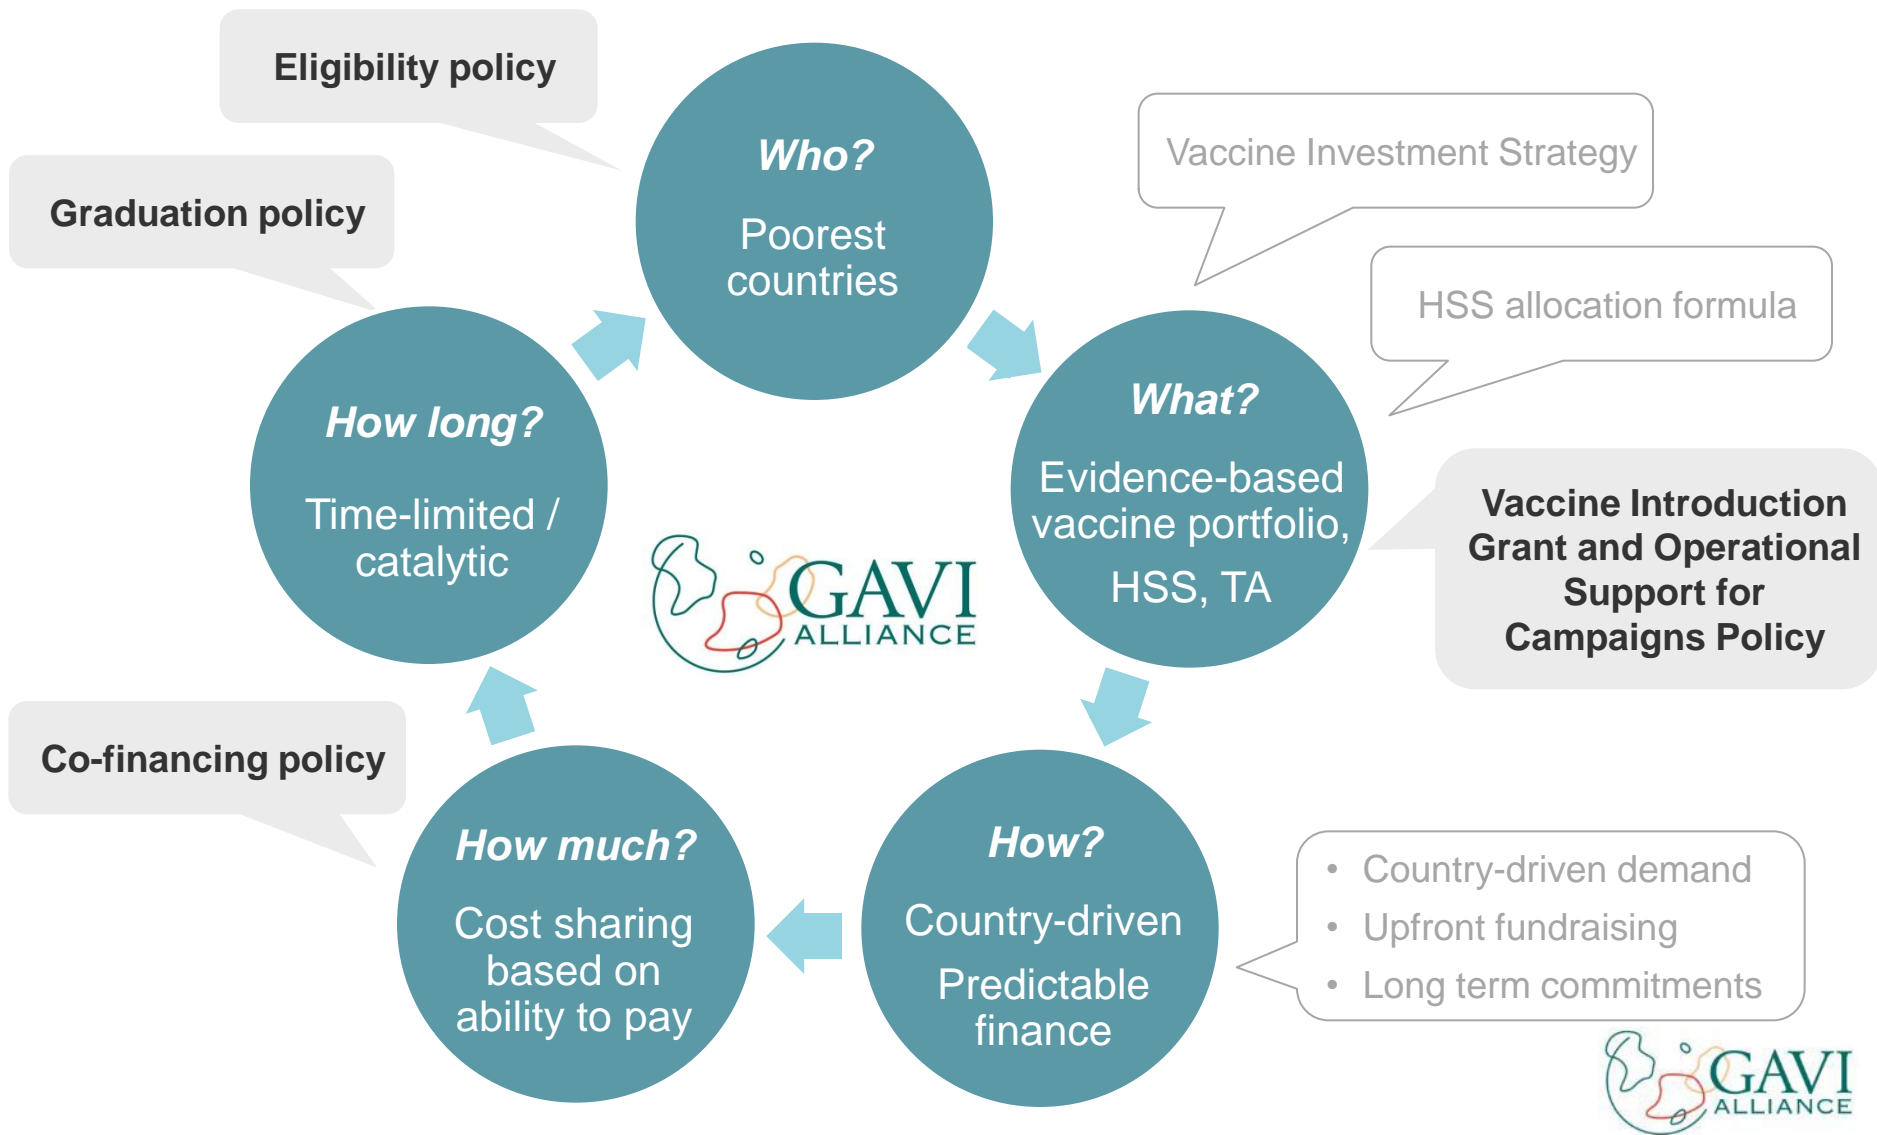 Eligibility policy
Graduation policy
Who?
Poorest
countries
Vaccine Investment Strategy
HSS allocation formula
What?
Evidence-based
vaccine portfolio,
HSS, TA
Vaccine Introduction
Grant and Operational
Support for
Campaigns Policy
How long?
Time-limited /
catalytic
GAVI
ALLIANCE
Co-financing policy
How much?
Cost sharing
based on
ability to pay
How?
Country-driven
Predictable
finance
• Country-driven demand
• Upfront fundraising
• Long term commitments
GAVI
ALLIANCE